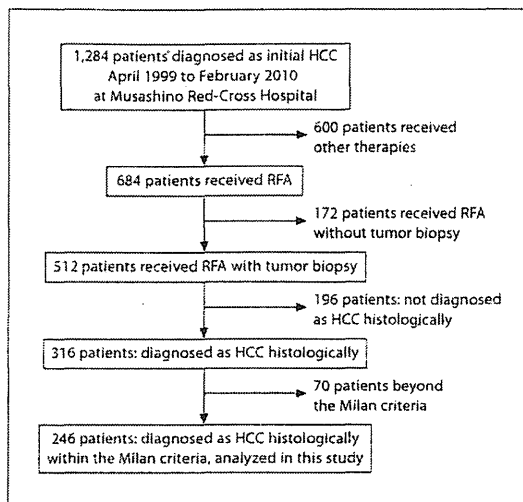 1,284 patients diagnosed as initial HCC
April 1999 to February 2010
at Musashino Red-Cross Hospital
600 patients received
other therapies
684 patients received RFA
172 patients received RFA
without tumor biopsy
512 patients received RFA with tumor biopsy
196 patients: not diagnosed
as HCC histologically
316 patients: diagnosed as HCC histologically
70 patients beyond
the Milan criteria
246 patients: diagnosed as HCC histologically
within the Milan criteria, analyzed in this study